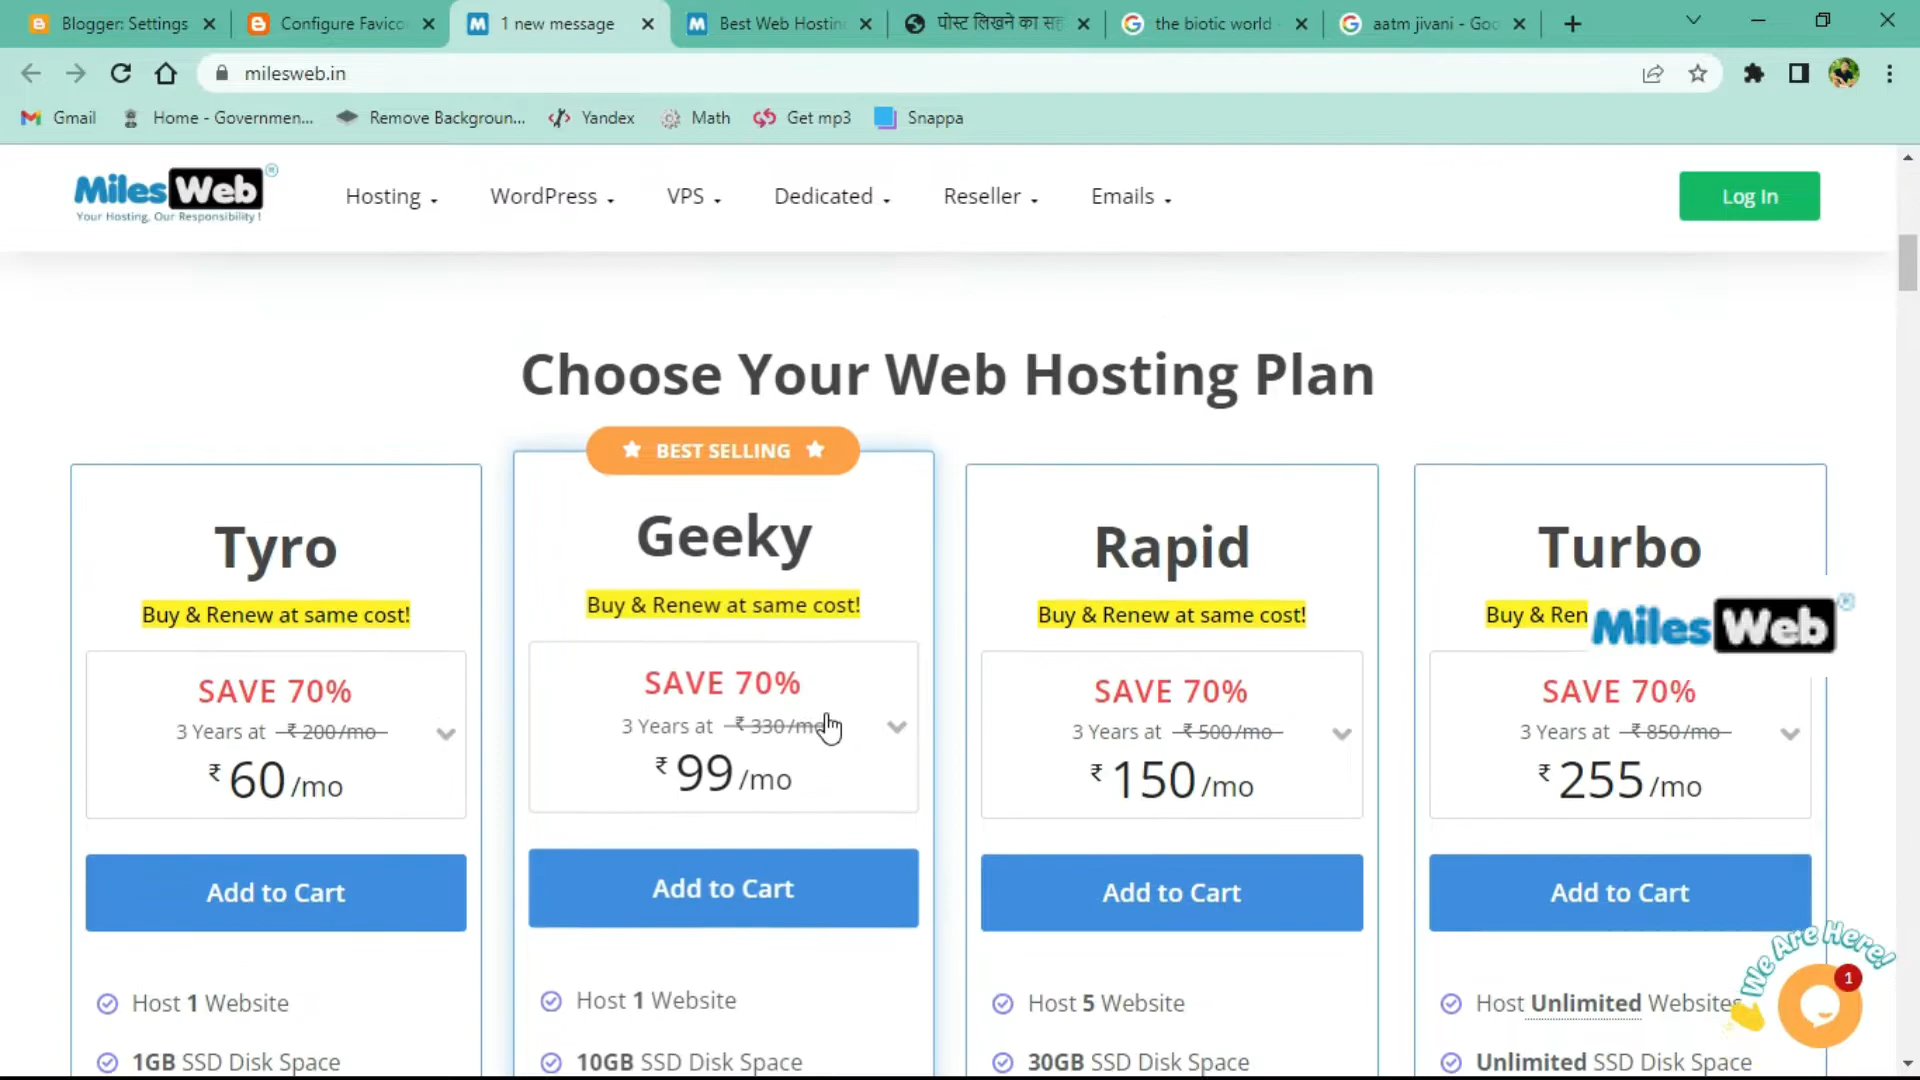 Blogger: Settings
Configure Favico
1 new message
Best Web Hostin
पोस्ट लिखने का सह
the biotic world
aatm jivani - Goo
milesweb.in
Gmail
Home - Governmen...
Remove Backgroun...
Yandex
Math
Get mp3
Snappa
MilesWeb®
Your Hosting, Our Responsibility!
Hosting
WordPress
VPS
Dedicated
Reseller
Emails
Log In
Choose Your Web Hosting Plan
BEST SELLING
Tyro
Buy & Renew at same cost!
SAVE 70%
3 Years at ₹ 200/mo
₹ 60/mo
Add to Cart
Host 1 Website
1GB SSD Disk Space
Geeky
Buy & Renew at same cost!
SAVE 70%
3 Years at ₹ 330/mo
₹ 99/mo
Add to Cart
Host 1 Website
10GB SSD Disk Space
Rapid
Buy & Renew at same cost!
SAVE 70%
3 Years at ₹ 500/mo
₹ 150/mo
Add to Cart
Host 5 Website
30GB SSD Disk Space
Turbo
Buy & Ren
MilesWeb®
SAVE 70%
3 Years at ₹ 850/mo
₹ 255/mo
Add to Cart
Host Unlimited Websites
Unlimited SSD Disk Space
We Are Here!
1